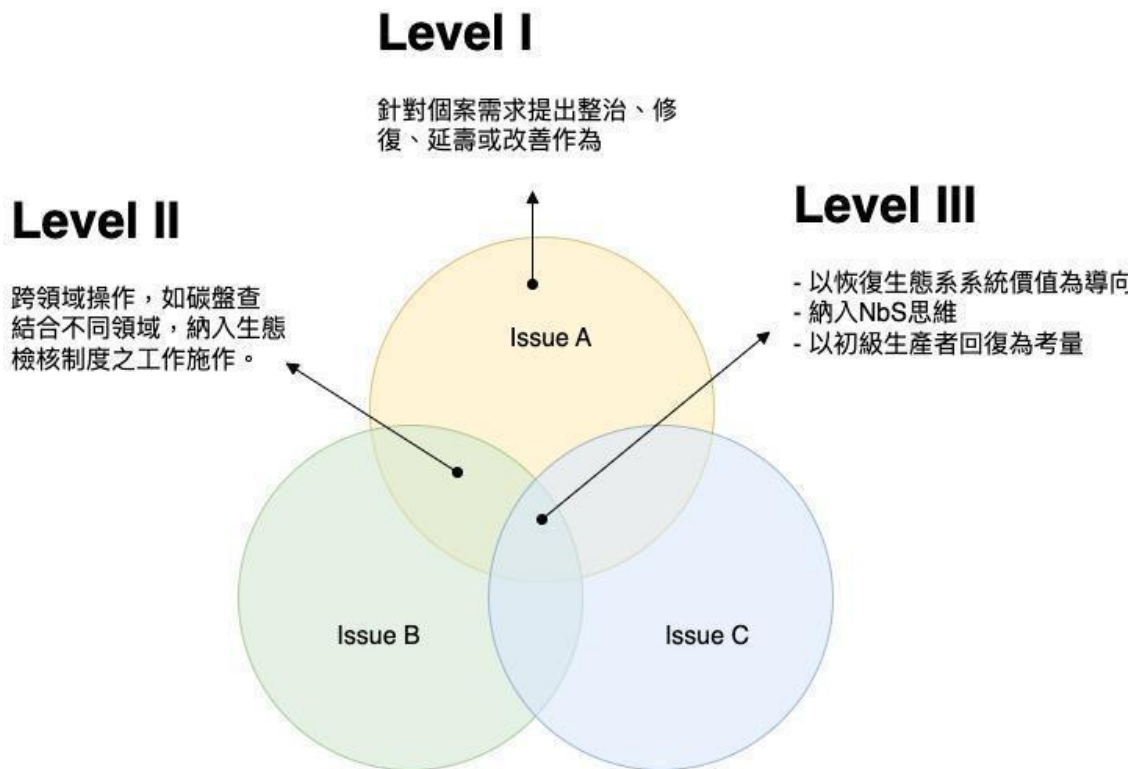 Level I
針對個案需求提出整治、修
復、延壽或改善作為
Level II
跨領域操作，如碳盤查
結合不同領域，納入生態
檢核制度之工作施作。
Level III
- 以恢復生態系系統價值為導向
- 納入NbS思維
- 以初級生產者回復為考量
Issue A
Issue B
Issue C